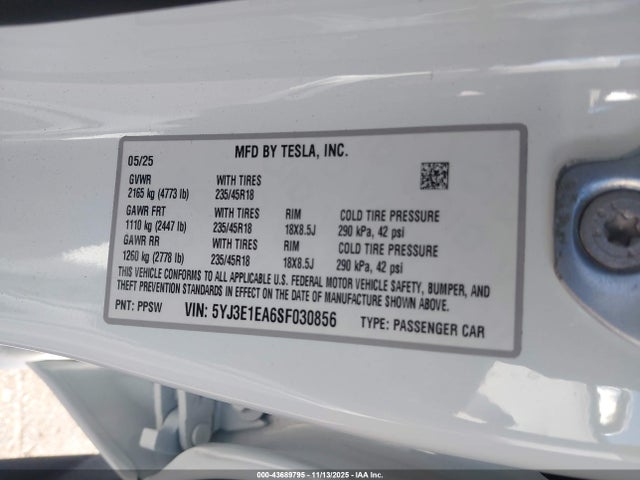 MFD BY TESLA, INC.
05/25
GVWR WITH TIRES
2165 kg (4773 lb) 235/45R18
GAWR FRT WITH TIRES RIM COLD TIRE PRESSURE
1110 kg (2447 lb) 235/45R18 18X8.5J 290 kPa, 42 psi
GAWR RR WITH TIRES RIM COLD TIRE PRESSURE
1260 kg (2778 lb) 235/45R18 18X8.5J 290 kPa, 42 psi
THIS VEHICLE CONFORMS TO ALL APPLICABLE U.S. FEDERAL MOTOR VEHICLE SAFETY, BUMPER, AND
THEFT PREVENTION STANDARDS IN EFFECT ON THE DATE OF MANUFACTURE SHOWN ABOVE.
PNT: PPSW VIN: 5YJ3E1EA6SF030856 TYPE: PASSENGER CAR
000-43689795 - 11/13/2025 - IAA Inc.